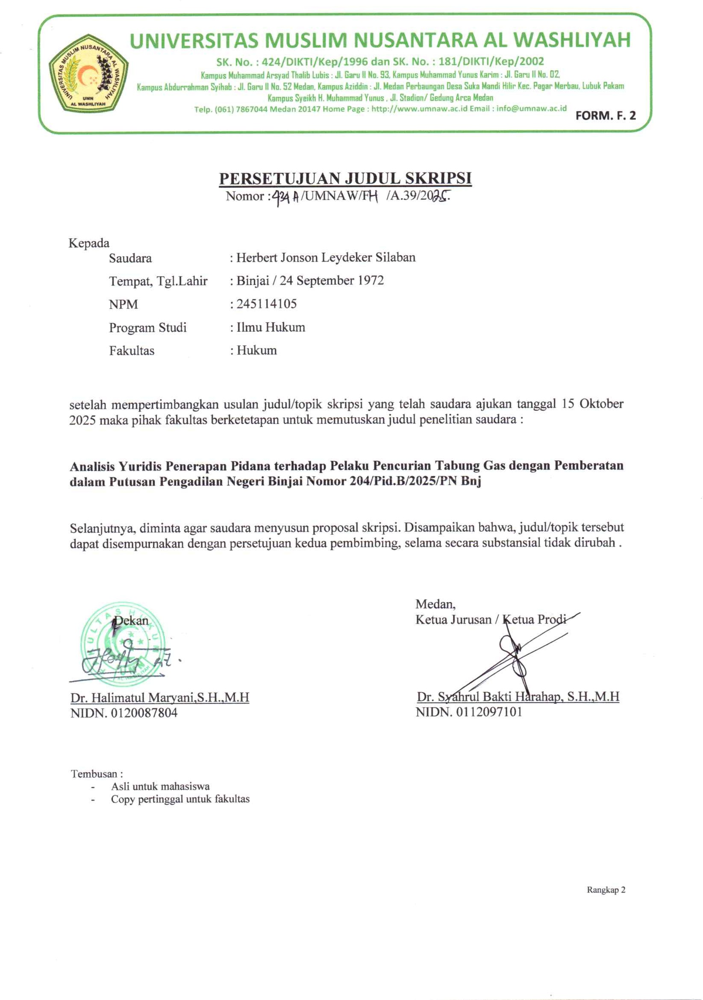 UNIVERSITAS MUSLIM NUSANTARA AL WASHLIYAH
UNIVERSITAS MUSLIM NUSANTARA AL WASHLIYAH
UMN
AL WASHLIYAH
SK. No. : 424/DIKTI/Kep/1996 dan SK. No. : 181/DIKTI/Kep/2002
Kampus Muhammad Arsyad Thalib Lubis : Jl. Garu II No. 93, Kampus Muhammad Yunus Karim : Jl. Garu II No. 02,
Kampus Abdurrahman Syihab : Jl. Garu II No. 52 Medan, Kampus Aziddin : Jl. Medan Perbaungan Desa Suka Mandi Hilir Kec. Pagar Merbau, Lubuk Pakam
Kampus Syeikh H. Muhammad Yunus , Jl. Stadion/ Gedung Arca Medan
Telp. (061) 7867044 Medan 20147 Home Page : http://www.umnaw.ac.id Email : info@umnaw.ac.id
FORM. F. 2
PERSETUJUAN JUDUL SKRIPSI
Nomor : A /UMNAW/FH /A.39/2025.
Kepada
Saudara : Herbert Jonson Leydeker Silaban
Tempat, Tgl.Lahir : Binjai / 24 September 1972
NPM : 245114105
Program Studi : Ilmu Hukum
Fakultas : Hukum
setelah mempertimbangkan usulan judul/topik skripsi yang telah saudara ajukan tanggal 15 Oktober
2025 maka pihak fakultas berketetapan untuk memutuskan judul penelitian saudara :
Analisis Yuridis Penerapan Pidana terhadap Pelaku Pencurian Tabung Gas dengan Pemberatan
dalam Putusan Pengadilan Negeri Binjai Nomor 204/Pid.B/2025/PN Bnj
Selanjutnya, diminta agar saudara menyusun proposal skripsi. Disampaikan bahwa, judul/topik tersebut
dapat disempurnakan dengan persetujuan kedua pembimbing, selama secara substansial tidak dirubah .
Medan,
Dekan
Ketua Jurusan / Ketua Prodi
FAKULTAS HUKUM
UMN
AL WASHLIYAH
Dr. Halimatul Maryani,S.H.,M.H
NIDN. 0120087804
Dr. Syahrul Bakti Harahap, S.H.,M.H
NIDN. 0112097101
Tembusan :
- Asli untuk mahasiswa
- Copy pertinggal untuk fakultas
Rangkap 2